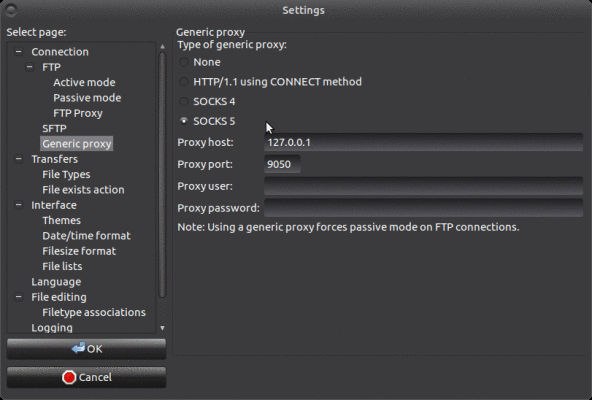 Settings
Select page:
Connection
FTP
Active mode
Passive mode
FTP Proxy
SFTP
Generic proxy
Transfers
File Types
File exists action
Interface
Themes
Date/time format
Filesize format
File lists
Language
File editing
Filetype associations
Logging
OK
Cancel
Generic proxy
Type of generic proxy:
None
HTTP/1.1 using CONNECT method
SOCKS 4
SOCKS 5
Proxy host: 127.0.0.1
Proxy port: 9050
Proxy user:
Proxy password:
Note: Using a generic proxy forces passive mode on FTP connections.